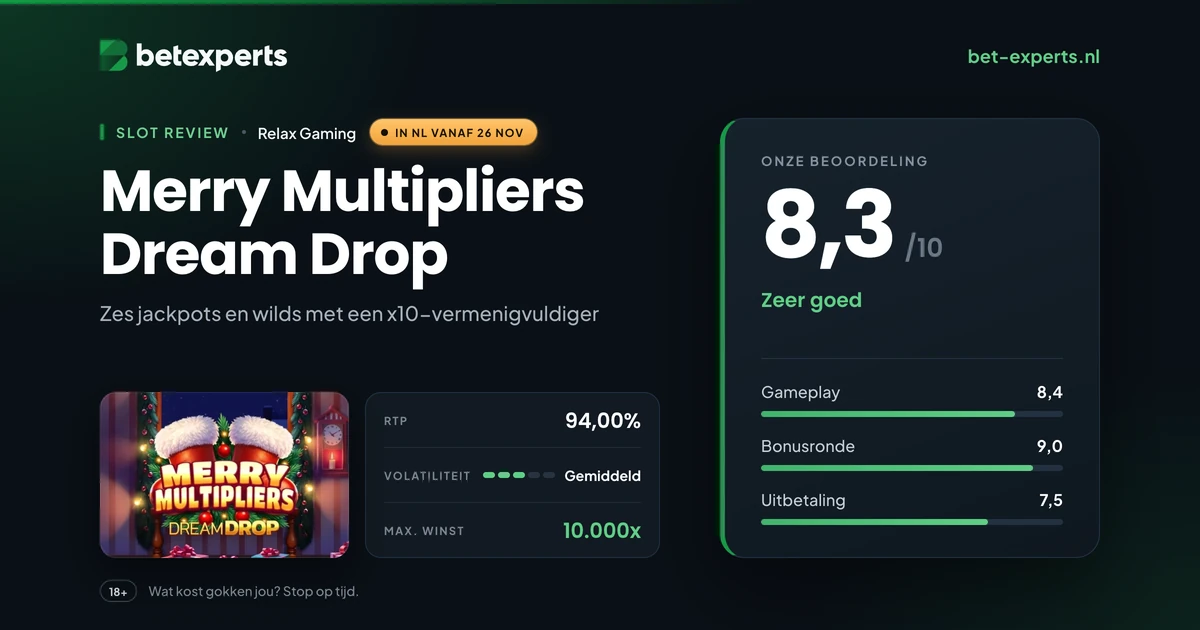 betexperts
bet-experts.nl
SLOT REVIEW • Relax Gaming • IN NL VANAF 26 NOV
Merry Multipliers
Dream Drop
Zes jackpots en wilds met een x10-vermenigvuldiger
MERRY
MULTIPLIERS
DREAM DROP
RTP 94,00%
VOLATILITEIT Gemiddeld
MAX. WINST 10.000x
18+ Wat kost gokken jou? Stop op tijd.
ONZE BEOORDELING
8,3 /10
Zeer goed
Gameplay 8,4
Bonusronde 9,0
Uitbetaling 7,5